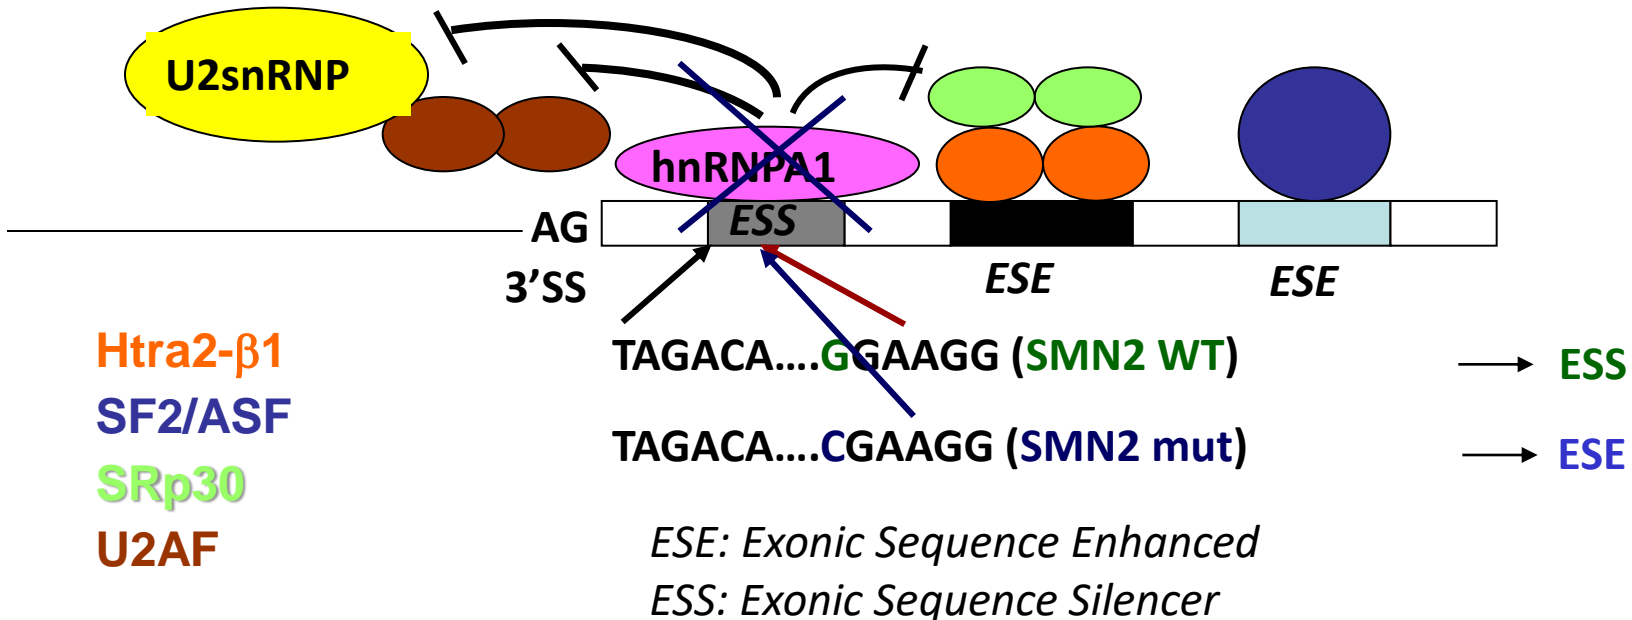 U2snRNP
hnRNPA1
ESS
AG
3’SS
ESE
ESE
Htra2-β1
SF2/ASF
SRp30
U2AF
TAGACA....GGAAGG (SMN2 WT)
ESS
TAGACA....CGAAGG (SMN2 mut)
ESE
ESE: Exonic Sequence Enhanced
ESS: Exonic Sequence Silencer